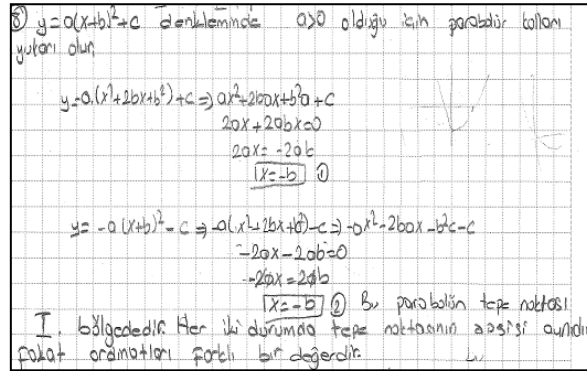 ⑧ y=a(x+b)²+c denkleminde a>0 olduğu için parabolün kolları
yukarı olur.
y=a.(x²+2bx+b²)+c⇒ax²+2bax+b²a+c
2ax+2abx=0
2ax=-2ab
x=-b ①
y=-a(x+b)²-c⇒-a(x²+2bx+b²)-c⇒-ax²-2bax-b²c-c
-2ax-2ab=0
-2ax=2ab
x=-b ② Bu parabolün tepe noktası
I. bölgededir. Her iki durumda tepe noktasının apsisi aynıdır
fakat ordinatları farklı bir değerdir.